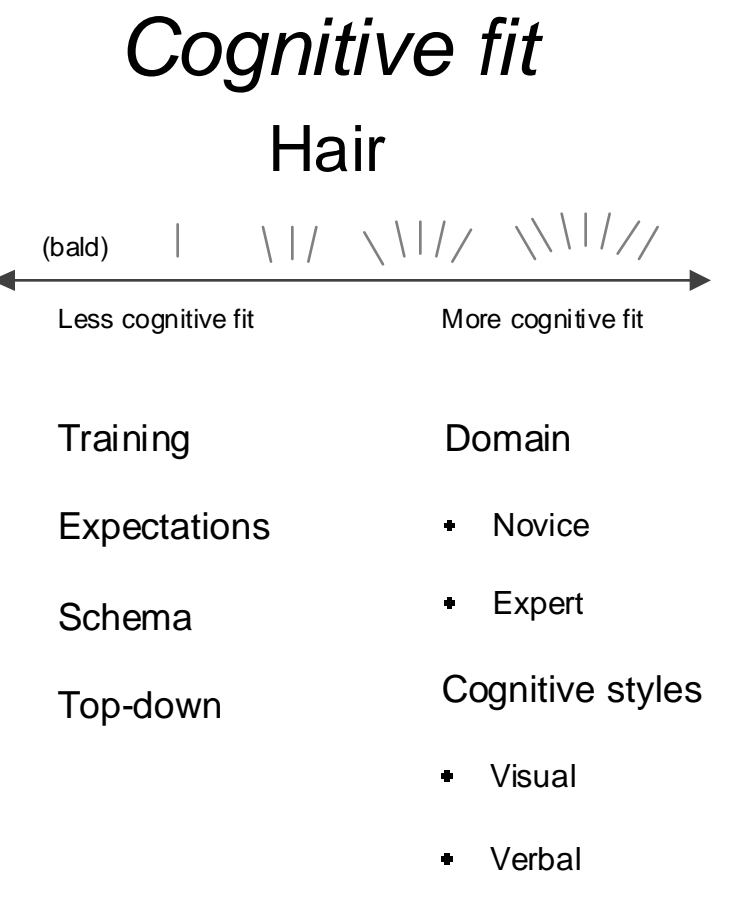 Cognitive fit
Hair
(bald)
Less cognitive fit
More cognitive fit
Training
Expectations
Schema
Top-down
Domain
Novice
Expert
Cognitive styles
Visual
Verbal